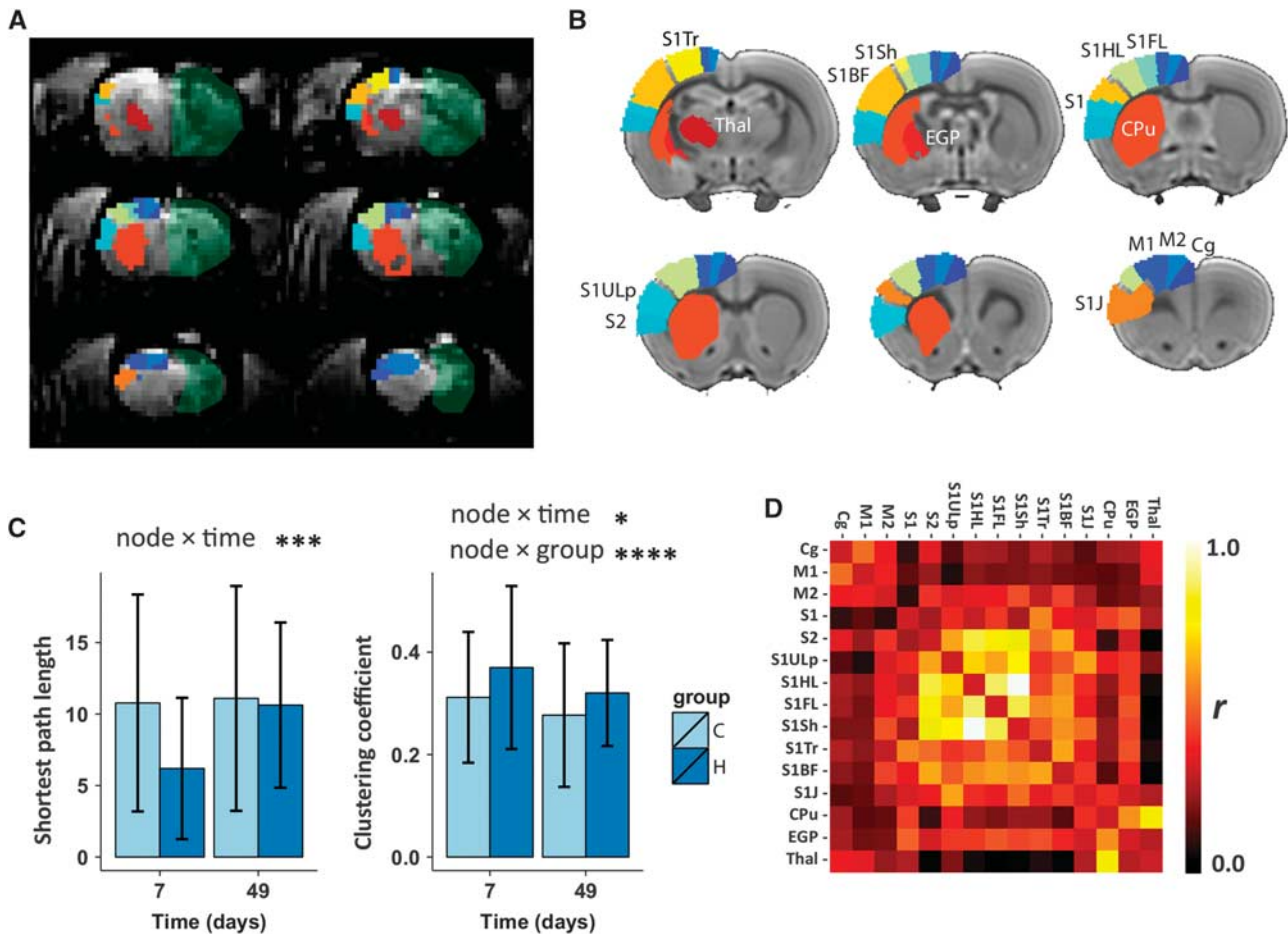 A
B
S1Tr
Thal
S1Sh
S1BF
EGP
S1HL
S1FL
S1
CPu
S1ULp
S2
M1
M2
Cg
S1J
C
node × time ***
Shortest path length
15
10
5
0
7
49
Time (days)
node × time *
node × group ****
Clustering coefficient
0.4
0.2
0.0
7
49
Time (days)
group
C
H
D
Cg
M1
M2
S1
S2
S1ULp
S1HL
S1FL
S1Sh
S1Tr
S1BF
S1J
CPu
EGP
Thal
Cg
M1
M2
S1
S2
S1ULp
S1HL
S1FL
S1Sh
S1Tr
S1BF
S1J
CPu
EGP
Thal
1.0
r
0.0